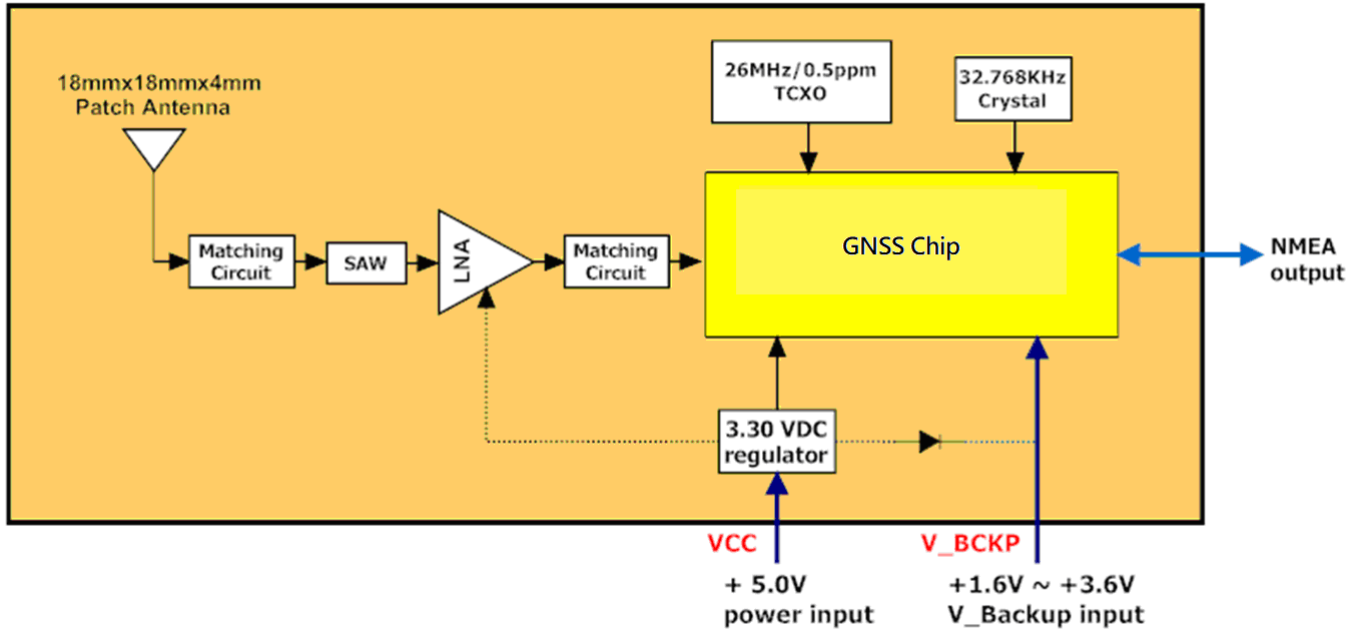 18mmx18mmx4mm
Patch Antenna
26MHz/0.5ppm
TCXO
32.768KHz
Crystal
Matching
Circuit
SAW
LNA
Matching
Circuit
GNSS Chip
NMEA
output
3.30 VDC
regulator
VCC
V_BCKP
+ 5.0V
power input
+1.6V ~ +3.6V
V_Backup input